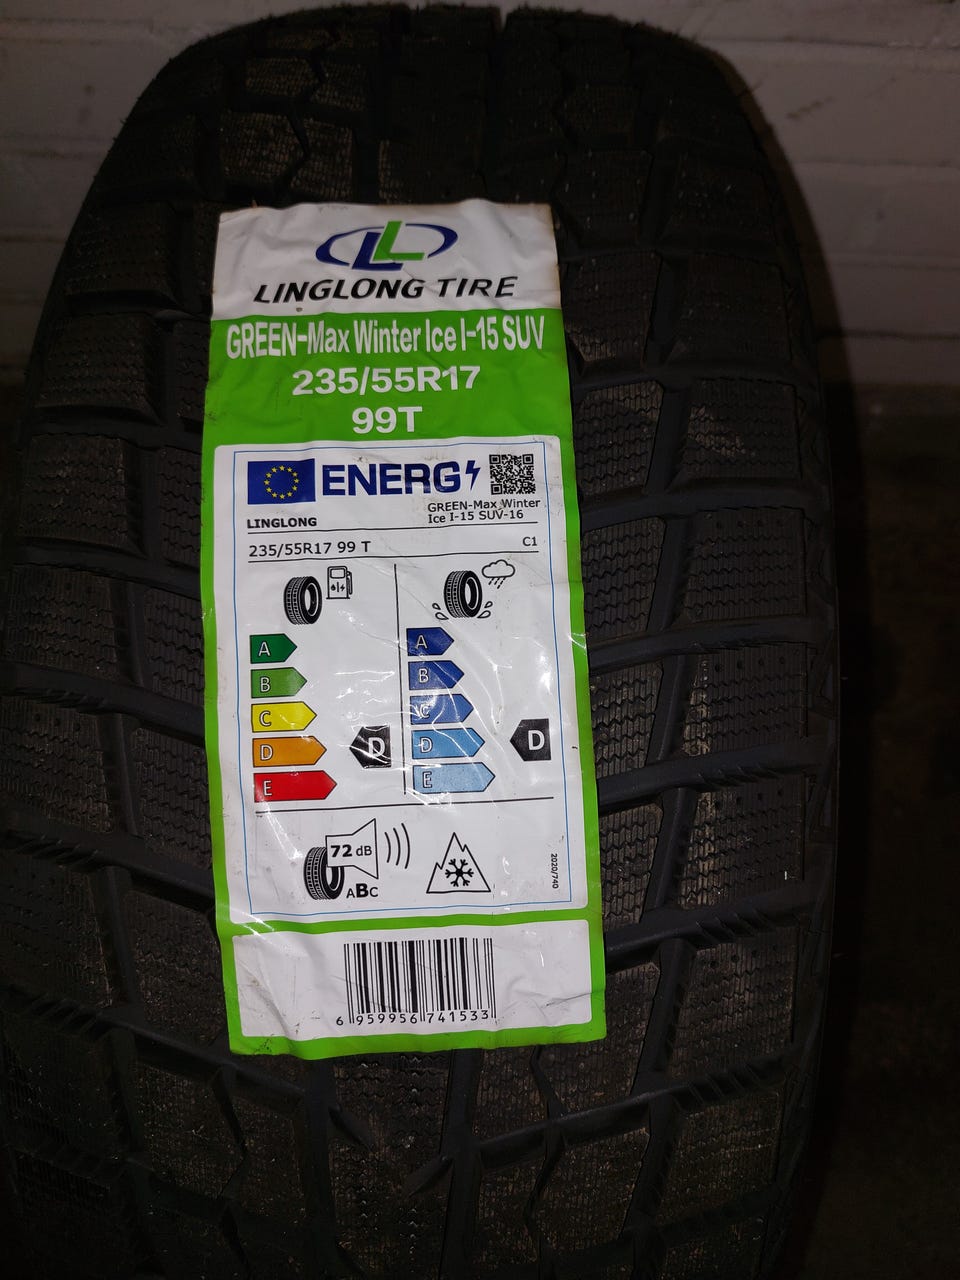 LINGLONG TIRE
GREEN-Max Winter Ice I-15 SUV
235/55R17
99T
ENERG
GREEN-Max Winter
Ice I-15 SUV-16
LINGLONG
235/55R17 99 T
C1
A
B
C
D
E
D
A
B
C
D
E
D
72 dB
ABC
2020/740
6 959956 741533